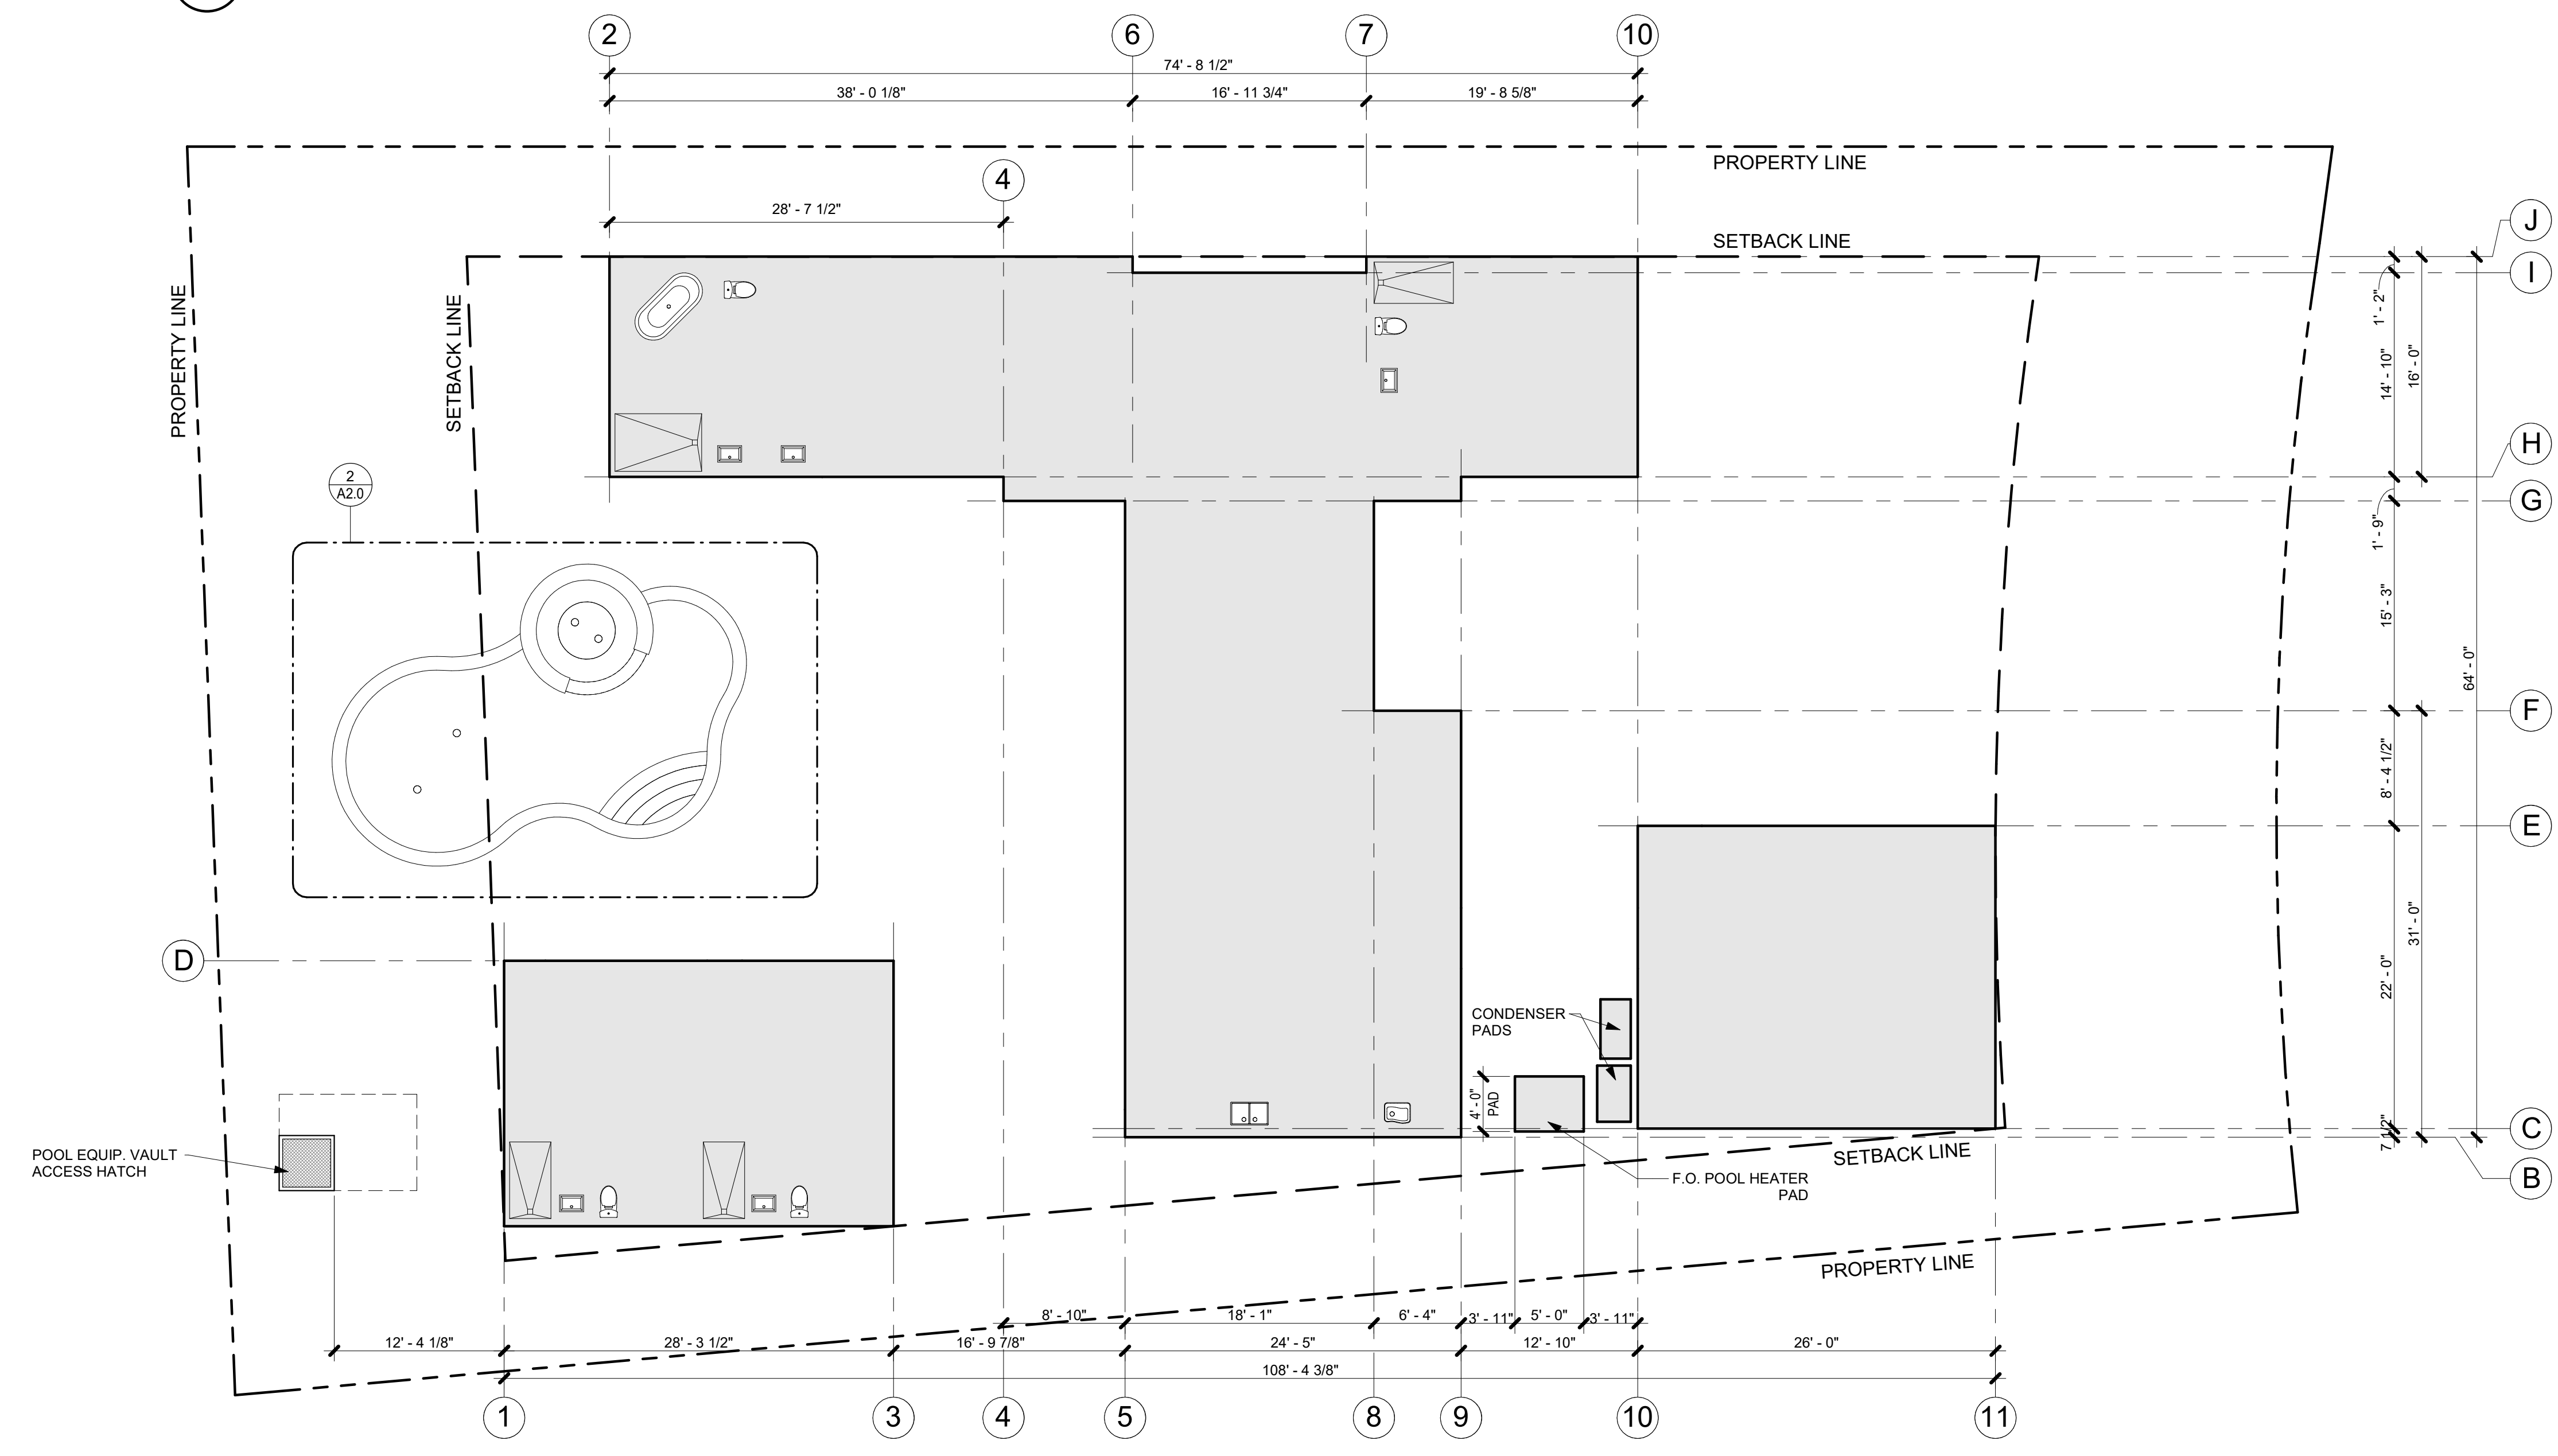 2
6
7
10
74' - 8 1/2"
38' - 0 1/8"
16' - 11 3/4"
19' - 8 5/8"
PROPERTY LINE
4
28' - 7 1/2"
SETBACK LINE
J
I
PROPERTY LINE
SETBACK LINE
1' - 2"
14' - 10"
16' - 0"
H
2
A2.0
G
1' - 9"
15' - 3"
64' - 0"
F
8' - 4 1/2"
E
31' - 0"
D
22' - 0"
CONDENSER
PADS
4' - 0"
PAD
7 1/2"
C
POOL EQUIP. VAULT
ACCESS HATCH
SETBACK LINE
F.O. POOL HEATER
PAD
B
PROPERTY LINE
8' - 10"
18' - 1"
6' - 4"
3' - 11"
5' - 0"
3' - 11"
12' - 4 1/8"
28' - 3 1/2"
16' - 9 7/8"
24' - 5"
12' - 10"
26' - 0"
108' - 4 3/8"
1
3
4
5
8
9
10
11